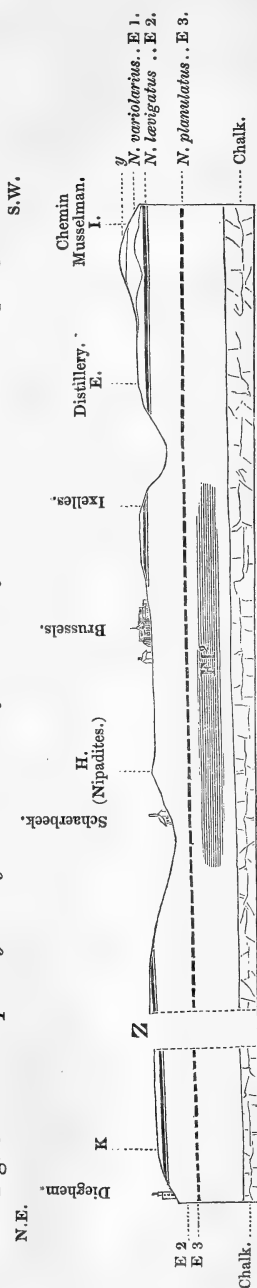 N.E.
S.W.
Dieghem.
K
Z
Schaerbeek.
H.
(Nipadites.)
Brussels.
Ixelles.
Distillery.
E.
Chemin
Musselman.
I.
y
N. variolarius .. E 1.
N. lævigatus .. E 2.
N. planulatus .. E 3.
Chalk.
E 2
E 3
Chalk.